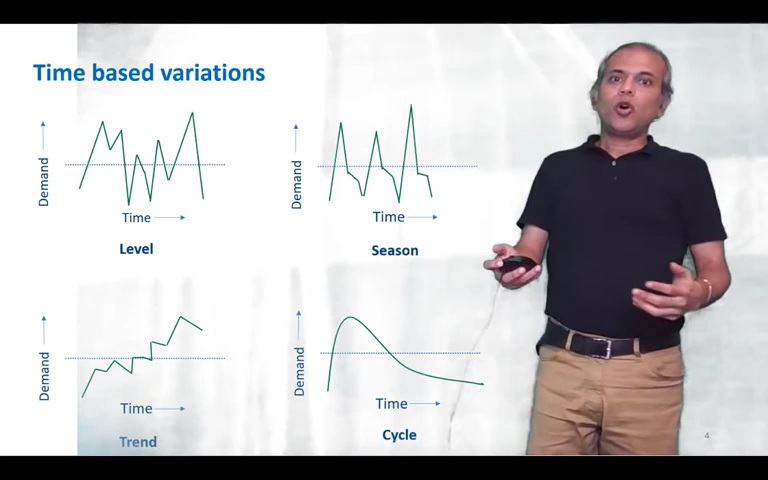 Time based variations
Demand
Time
Level
Demand
Time
Season
Demand
Time
Trend
Demand
Time
Cycle
4